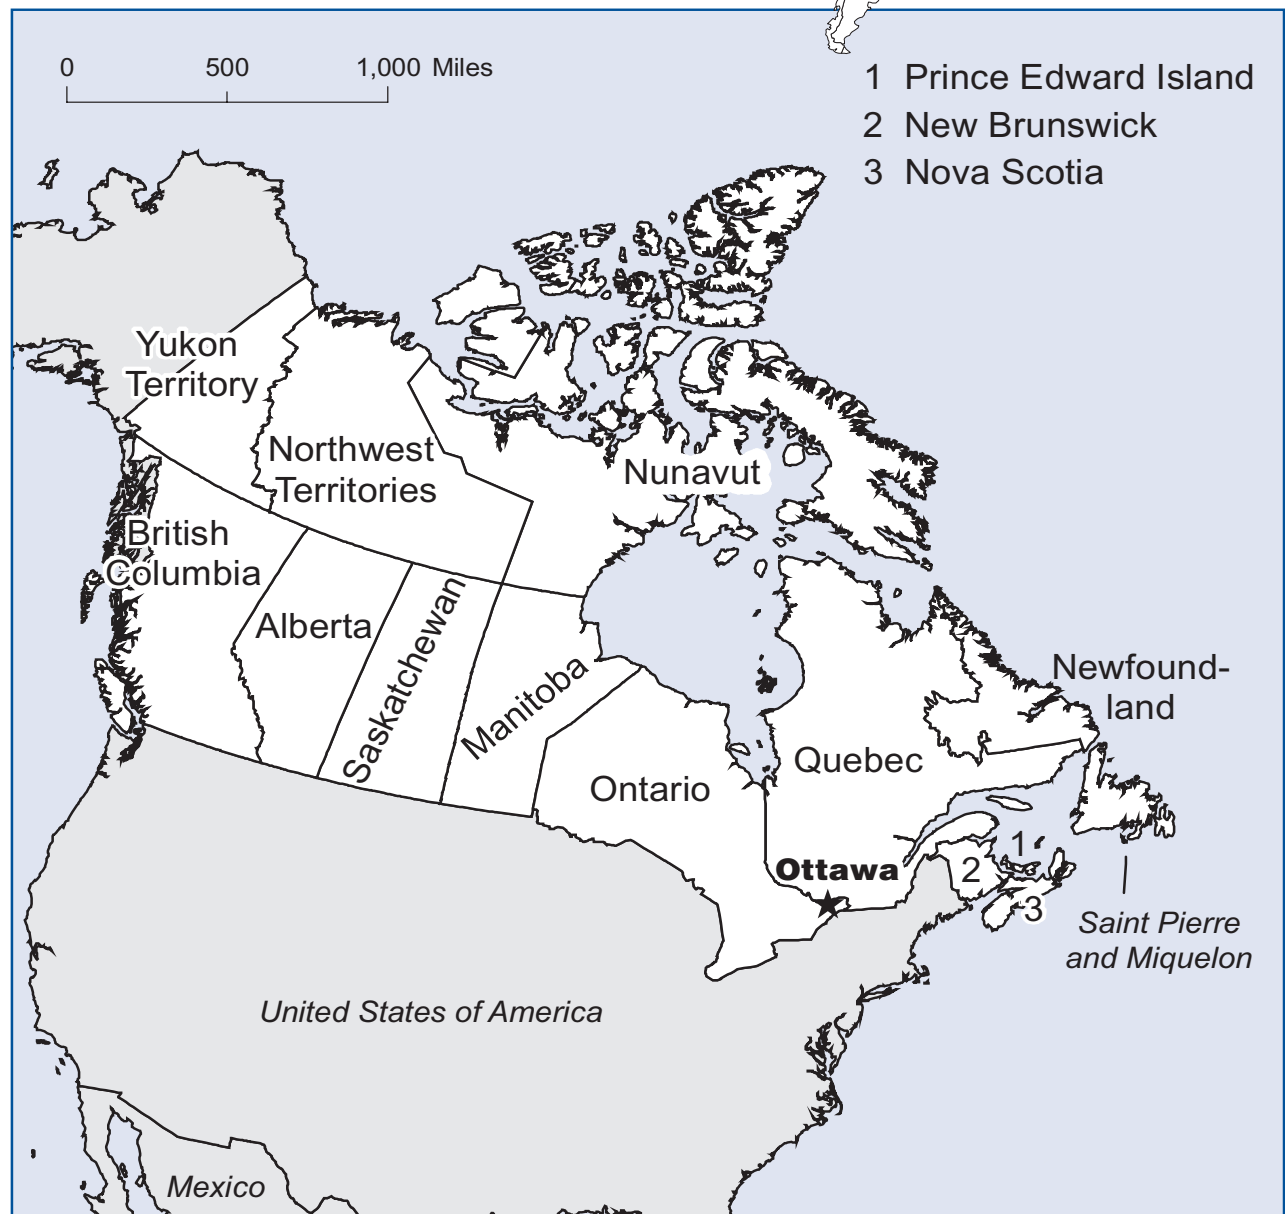 0 500 1,000 Miles
1 Prince Edward Island
2 New Brunswick
3 Nova Scotia
Yukon
Territory
Northwest
Territories
Nunavut
British
Columbia
Alberta
Saskatchewan
Manitoba
Newfound-
land
Ontario
Quebec
Ottawa
1
2
3
Saint Pierre
and Miquelon
United States of America
Mexico